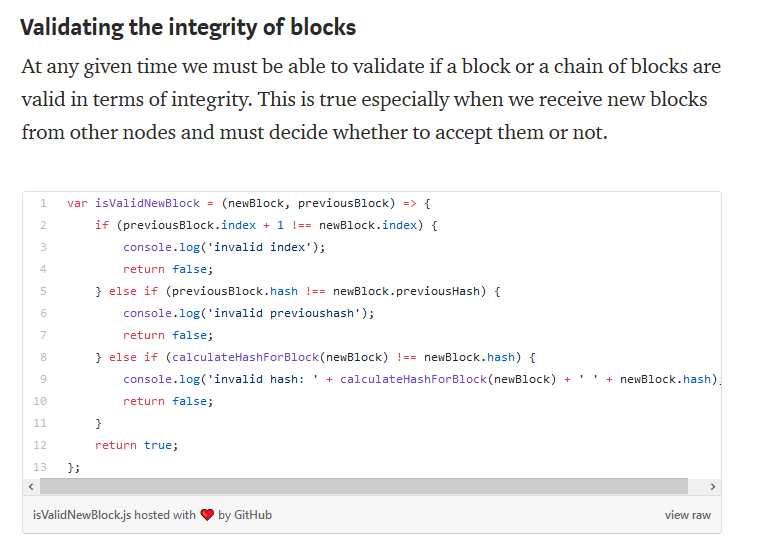 Validating the integrity of blocks
At any given time we must be able to validate if a block or a chain of blocks are
valid in terms of integrity. This is true especially when we receive new blocks
from other nodes and must decide whether to accept them or not.
1 var isValidNewBlock = (newBlock, previousBlock) => {
2     if (previousBlock.index + 1 !== newBlock.index) {
3         console.log('invalid index');
4         return false;
5     } else if (previousBlock.hash !== newBlock.previousHash) {
6         console.log('invalid previoushash');
7         return false;
8     } else if (calculateHashForBlock(newBlock) !== newBlock.hash) {
9         console.log('invalid hash: ' + calculateHashForBlock(newBlock) + ' ' + newBlock.hash);
10         return false;
11     }
12     return true;
13 };
isValidNewBlock.js hosted with ❤ by GitHub view raw